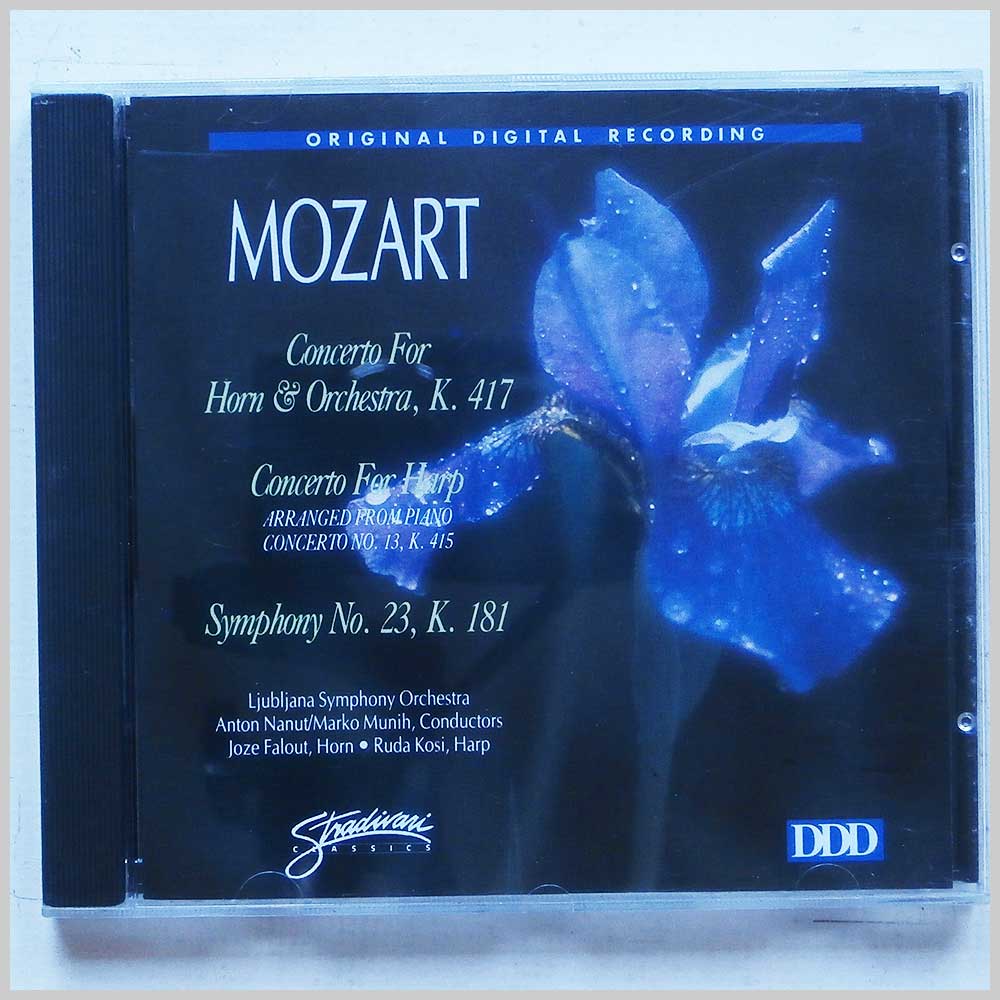 ORIGINAL DIGITAL RECORDING
MOZART
Concerto For
Horn & Orchestra, K. 417
Concerto For Harp
ARRANGED FROM PIANO
CONCERTO NO. 13, K. 415
Symphony No. 23, K. 181
Ljubljana Symphony Orchestra
Anton Nanut/Marko Munih, Conductors
Joze Falout, Horn • Ruda Kosi, Harp
Stradivari
CLASSICS
DDD